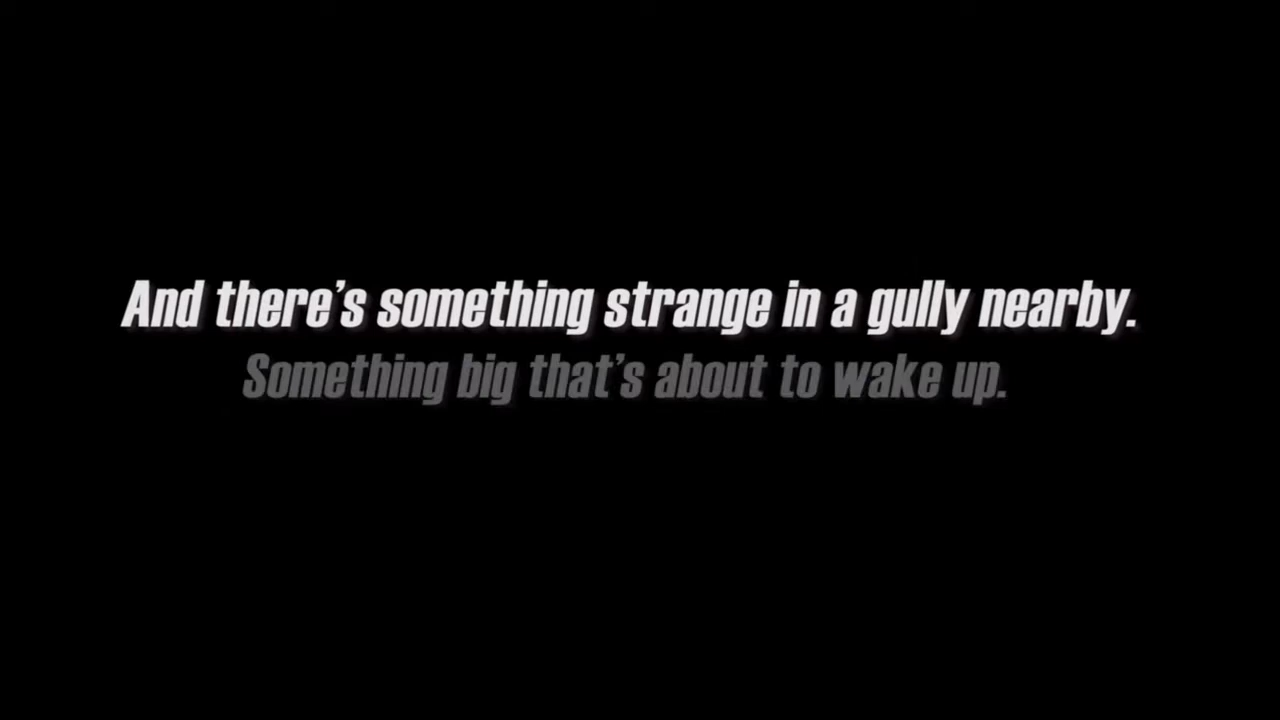 And there’s something strange in a gully nearby.
Something big that’s about to wake up.